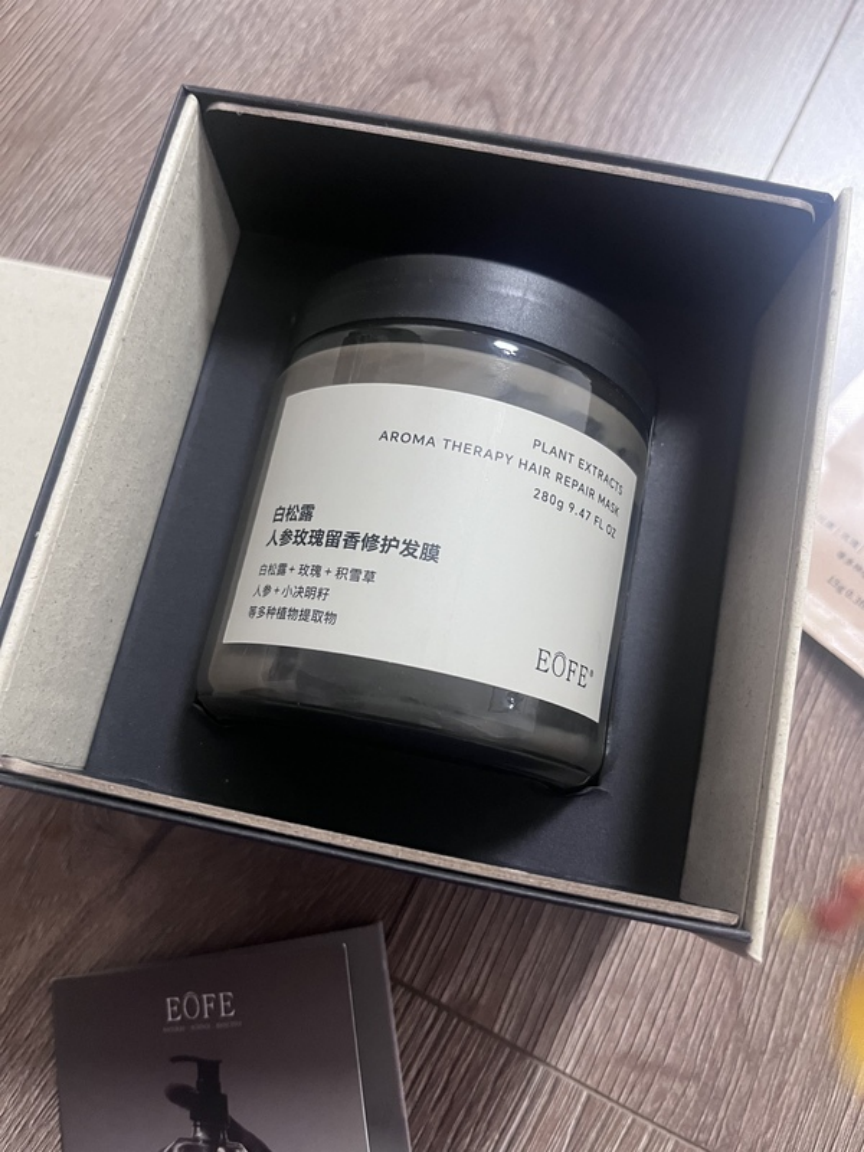 PLANT EXTRACTS
AROMA THERAPY HAIR REPAIR MASK
280g 9.47 FL OZ
白松露
人参玫瑰留香修护发膜
白松露+玫瑰+积雪草
人参+小决明籽
等多种植物提取物
EÔFE®
EÔFE